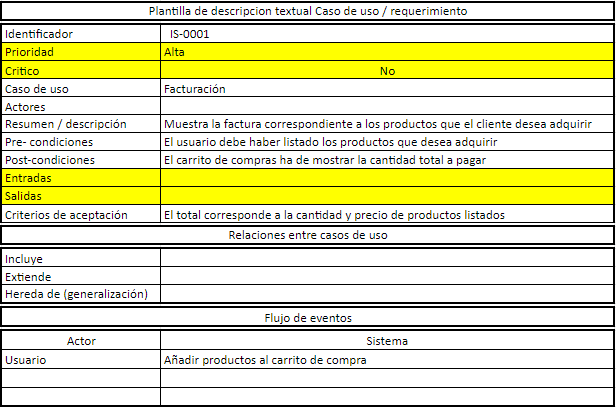 Plantilla de descripcion textual Caso de uso / requerimiento
Identificador IS-0001
Prioridad Alta
Critico No
Caso de uso Facturación
Actores
Resumen / descripción Muestra la factura correspondiente a los productos que el cliente desea adquirir
Pre- condiciones El usuario debe haber listado los productos que desea adquirir
Post-condiciones El carrito de compras ha de mostrar la cantidad total a pagar
Entradas
Salidas
Criterios de aceptación El total corresponde a la cantidad y precio de productos listados
Relaciones entre casos de uso
Incluye
Extiende
Hereda de (generalización)
Flujo de eventos
Actor Sistema
Usuario Añadir productos al carrito de compra